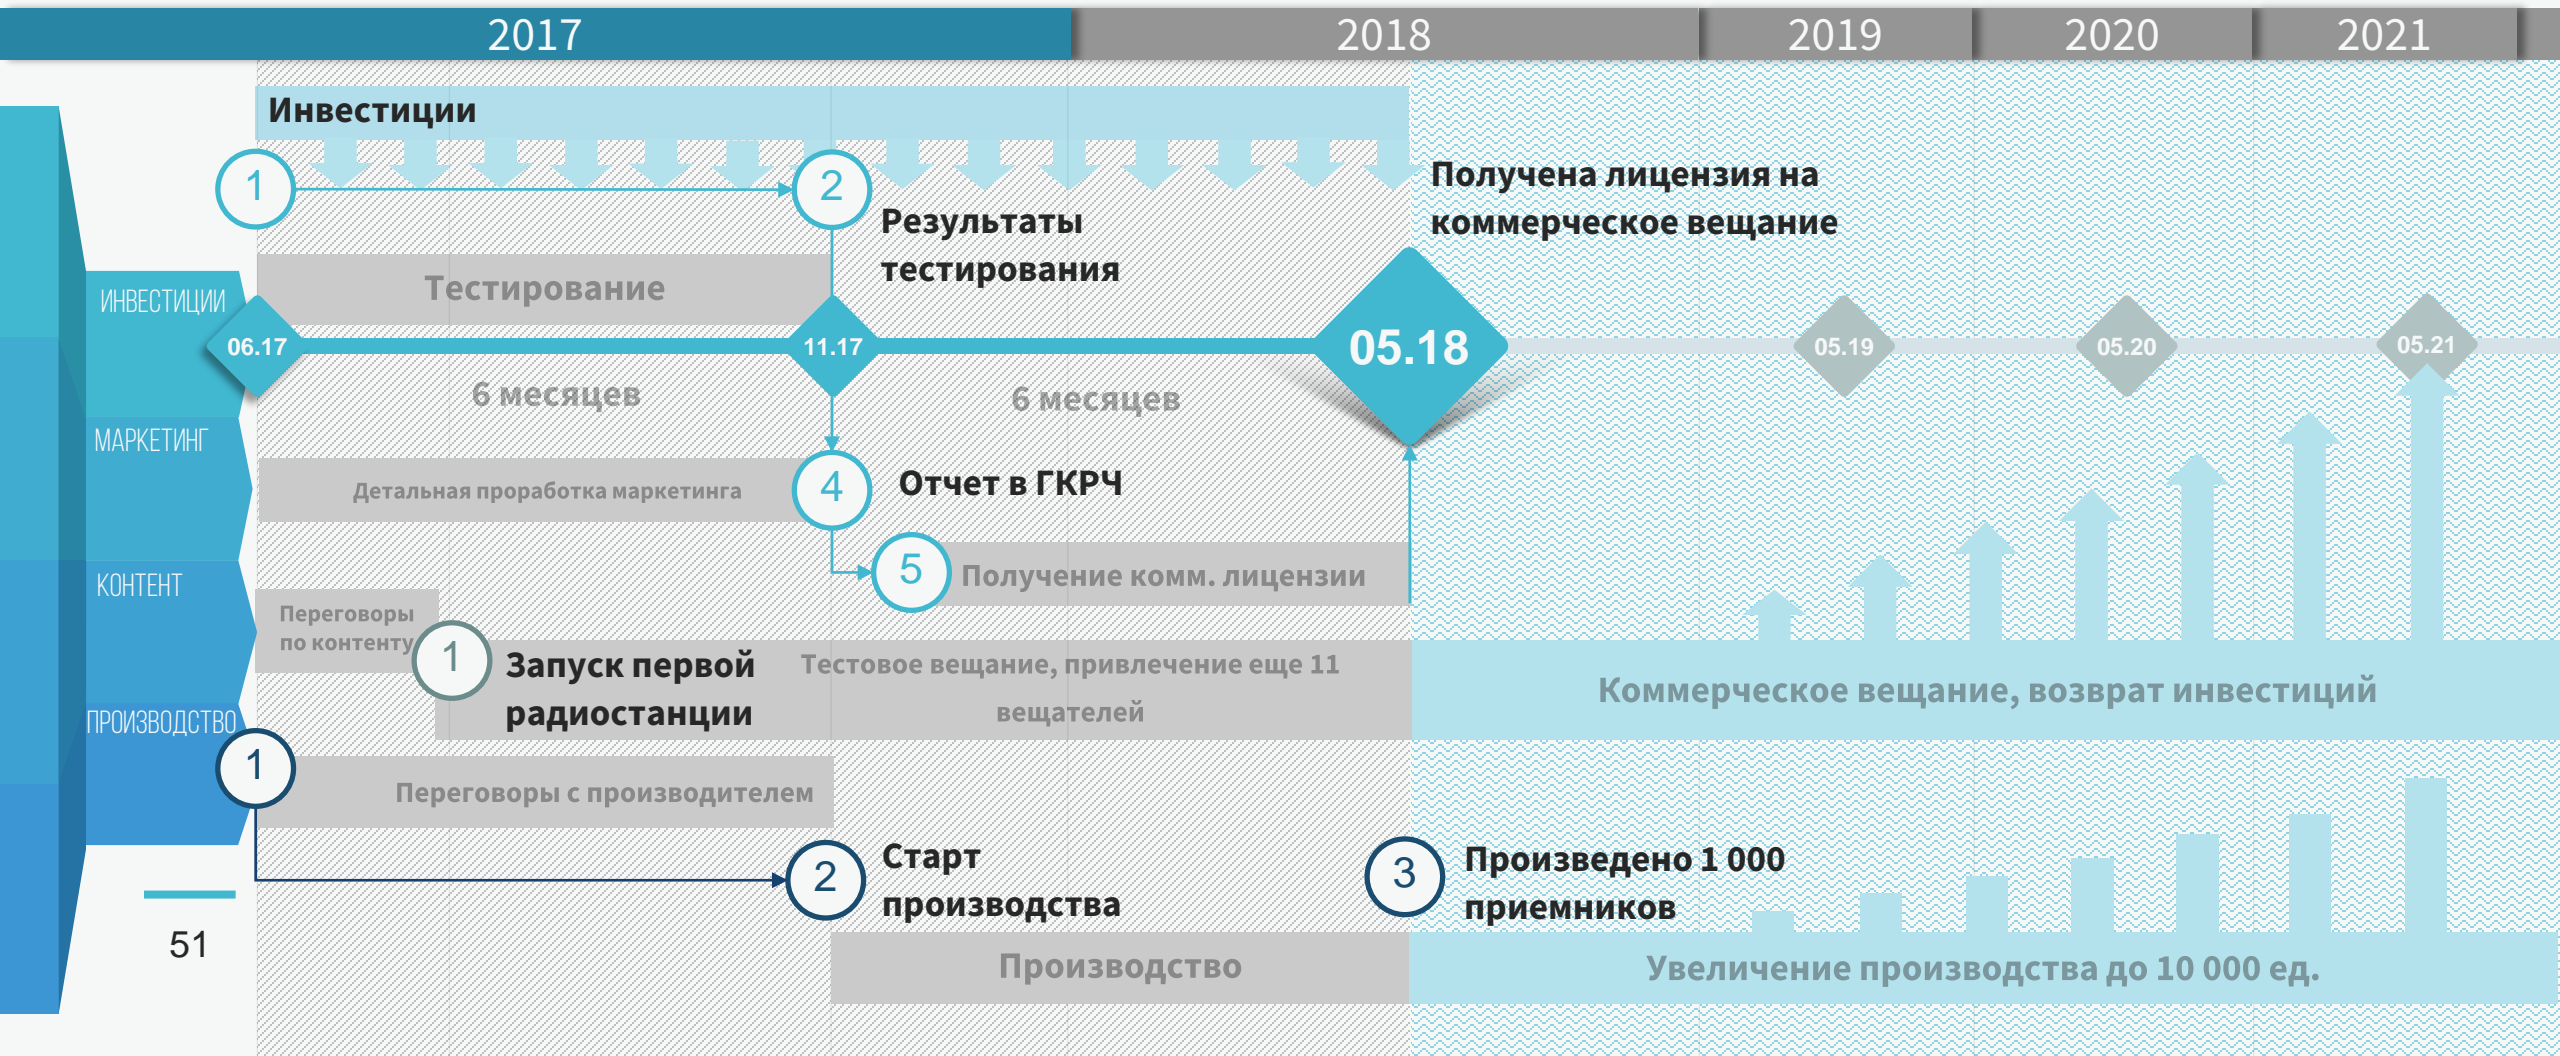 2017
2018
2019
2020
2021
Инвестиции
1
2
Получена лицензия на
коммерческое вещание
Результаты
тестирования
Тестирование
ИНВЕСТИЦИИ
06.17
11.17
05.18
05.19
05.20
05.21
6 месяцев
6 месяцев
МАРКЕТИНГ
Детальная проработка маркетинга
4
Отчет в ГКРЧ
5
Получение комм. лицензии
КОНТЕНТ
Переговоры
по контенту
1
Запуск первой
радиостанции
Тестовое вещание, привлечение еще 11
вещателей
Коммерческое вещание, возврат инвестиций
ПРОИЗВОДСТВО
1
Переговоры с производителем
2
Старт
производства
3
Произведено 1 000
приемников
51
Производство
Увеличение производства до 10 000 ед.